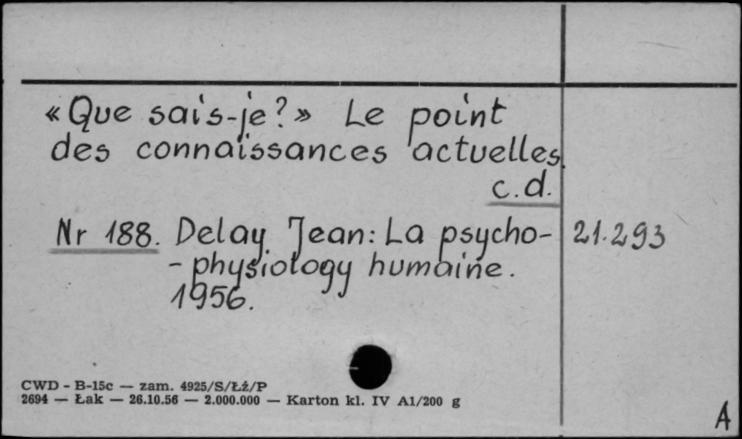 « Que sais-je? » Le point
des connaissances actuelles.
c.d.
Nr 188. Delay Jean: La psycho- 21.293
- physiology humaine.
1956.
CWD - B-15c — zam. 4925/S/Łż/P
2694 — Łak — 26.10.56 — 2.000.000 — Karton kl. IV A1/200 g
A